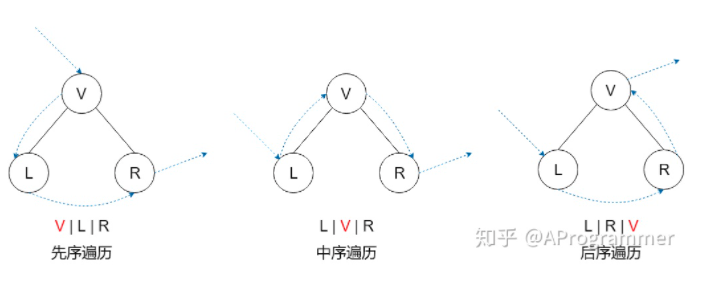 V
L
R
V | L | R
先序遍历
V
L
R
L | V | R
中序遍历
V
L
R
L | R | V
后序遍历
知乎 @AProgrammer